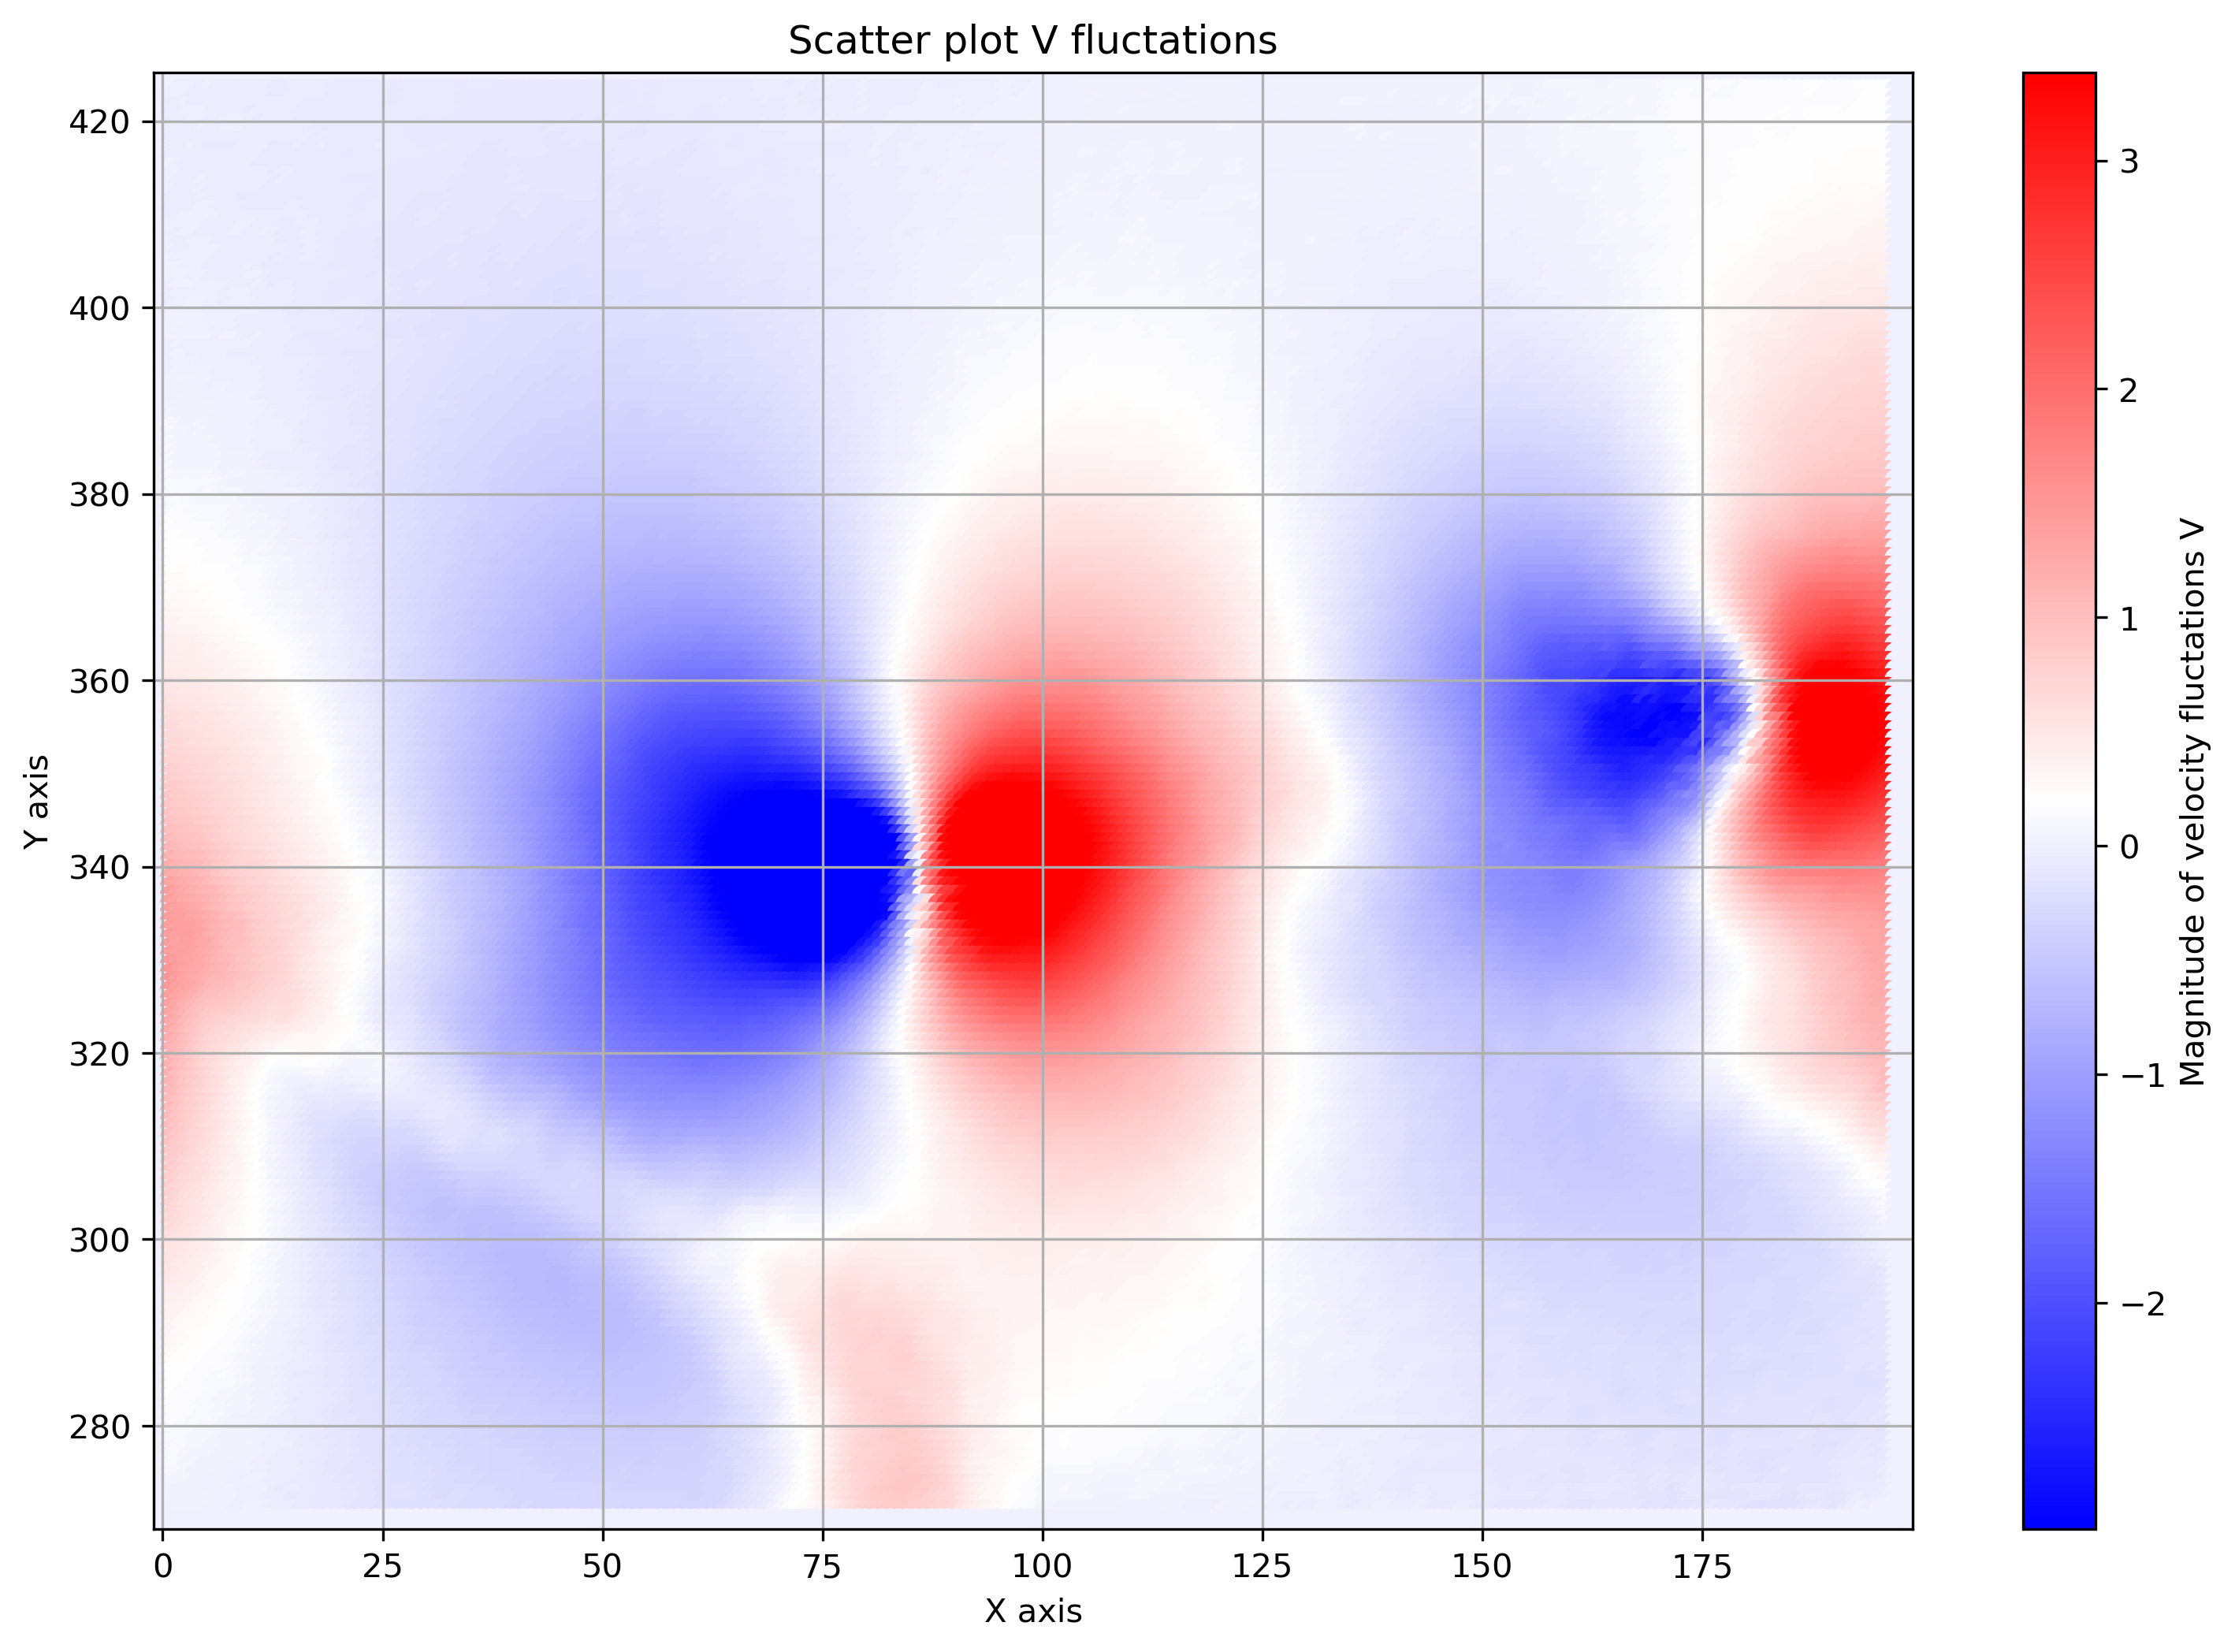 Scatter plot V fluctations
420
400
380
360
340
320
300
280
Y axis
0 25 50 75 100 125 150 175
X axis
3
2
1
0
−1
−2
Magnitude of velocity fluctations V